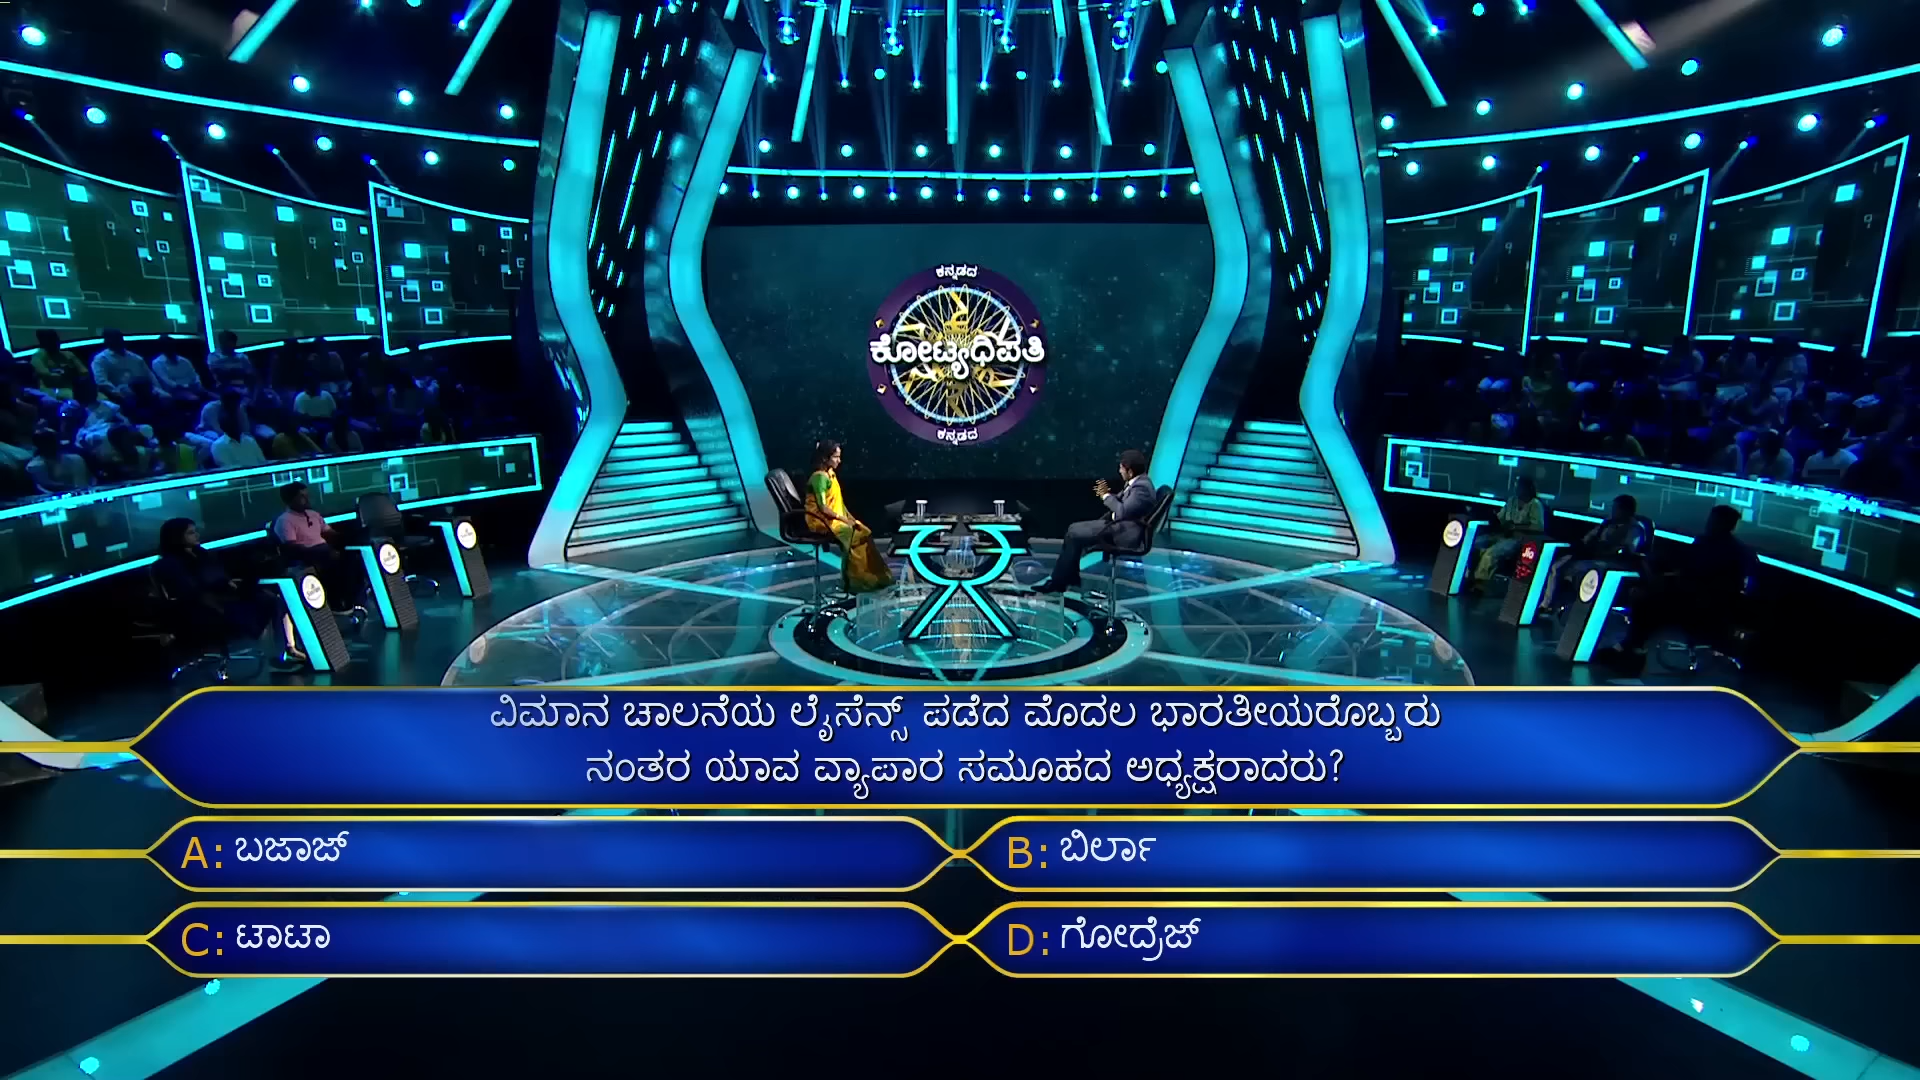 ಕನ್ನಡದ
ಕೋಟ್ಯಧಿಪತಿ
ಕನ್ನಡದ
Jio
ವಿಮಾನ ಚಾಲನೆಯ ಲೈಸೆನ್ಸ್ ಪಡೆದ ಮೊದಲ ಭಾರತೀಯರೊಬ್ಬರು
ನಂತರ ಯಾವ ವ್ಯಾಪಾರ ಸಮೂಹದ ಅಧ್ಯಕ್ಷರಾದರು?
A: ಬಜಾಜ್
B: ಬಿರ್ಲಾ
C: ಟಾಟಾ
D: ಗೋದ್ರೆಜ್